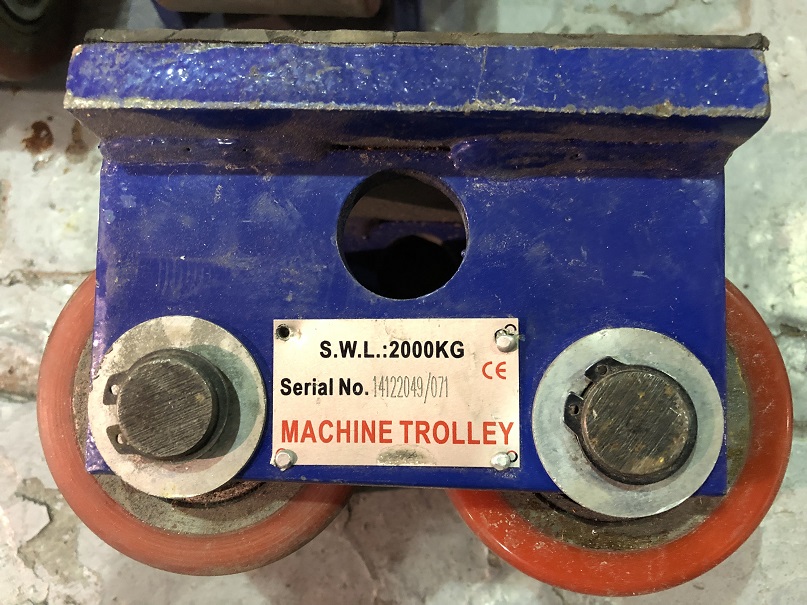 S.W.L.:2000KG
CE
Serial No. 14122049/071
MACHINE TROLLEY